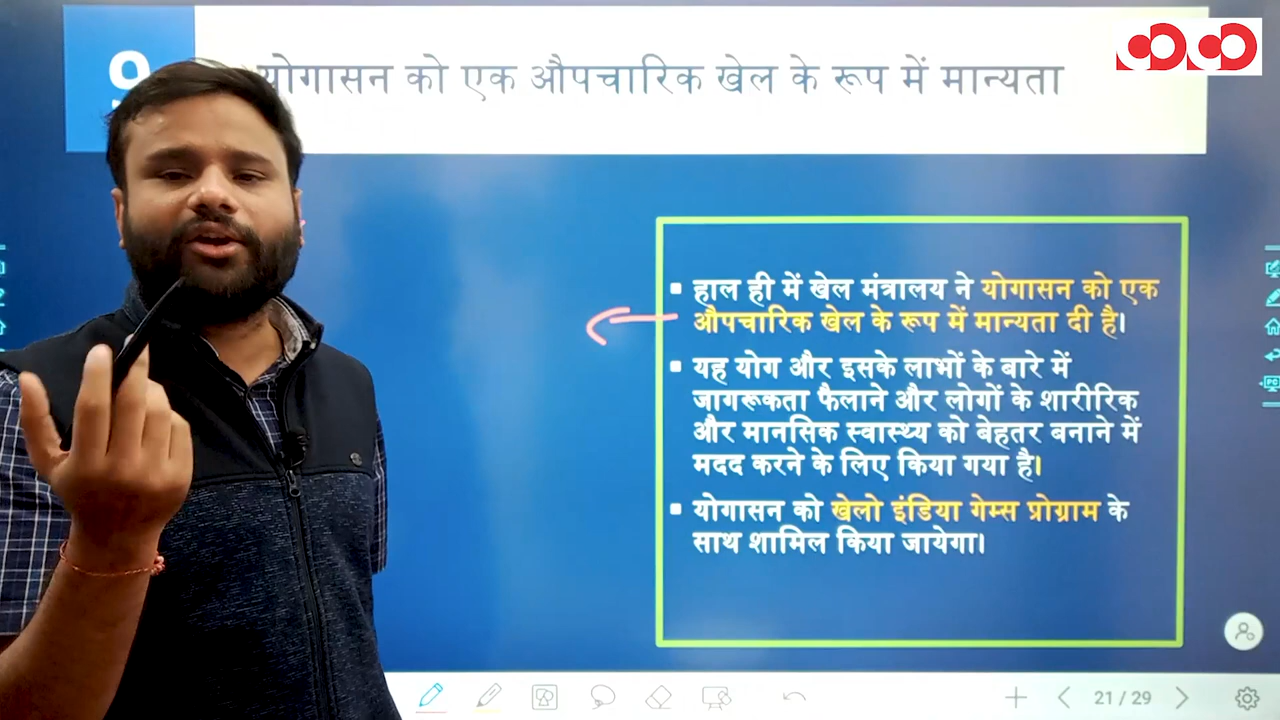 9
योगासन को एक औपचारिक खेल के रूप में मान्यता
हाल ही में खेल मंत्रालय ने योगासन को एक
औपचारिक खेल के रूप में मान्यता दी है।
यह योग और इसके लाभों के बारे में
जागरूकता फैलाने और लोगों के शारीरिक
और मानसिक स्वास्थ्य को बेहतर बनाने में
मदद करने के लिए किया गया है।
योगासन को खेलो इंडिया गेम्स प्रोग्राम के
साथ शामिल किया जायेगा।
21 / 29